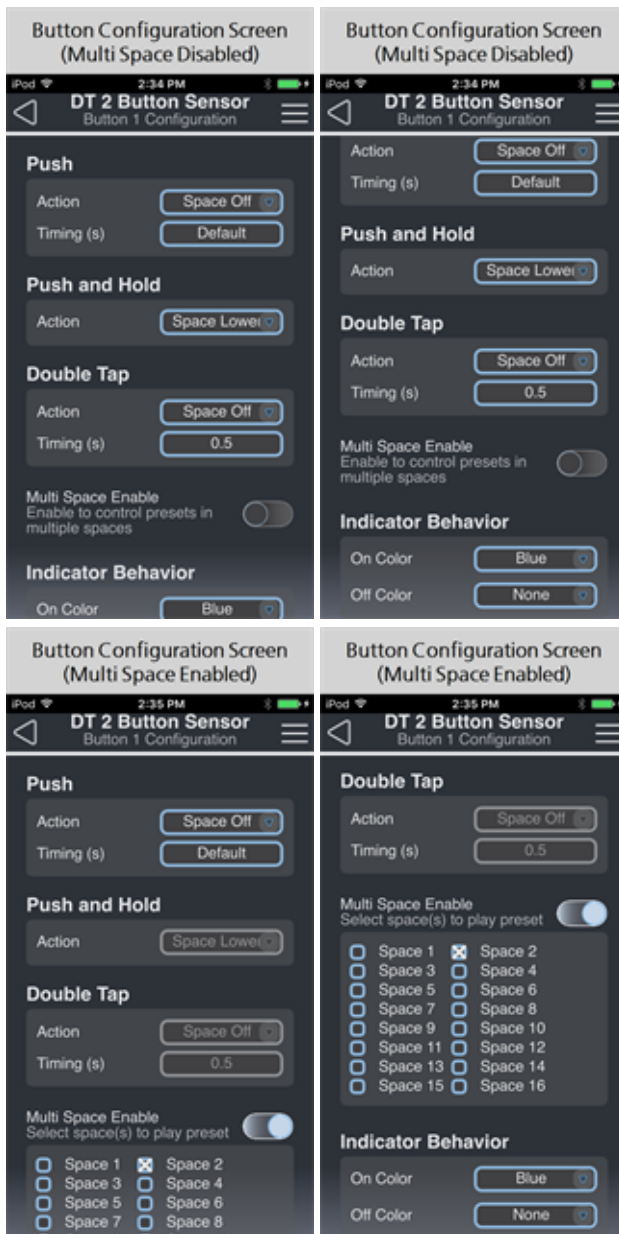 Button Configuration Screen
(Multi Space Disabled)
iPod 2:34 PM
DT 2 Button Sensor
Button 1 Configuration
Push
Action Space Off
Timing (s) Default
Push and Hold
Action Space Lower
Double Tap
Action Space Off
Timing (s) 0.5
Multi Space Enable
Enable to control presets in
multiple spaces
Indicator Behavior
On Color Blue
Button Configuration Screen
(Multi Space Disabled)
iPod 2:34 PM
DT 2 Button Sensor
Button 1 Configuration
Action Space Off
Timing (s) Default
Push and Hold
Action Space Lower
Double Tap
Action Space Off
Timing (s) 0.5
Multi Space Enable
Enable to control presets in
multiple spaces
Indicator Behavior
On Color Blue
Off Color None
Button Configuration Screen
(Multi Space Enabled)
iPod 2:35 PM
DT 2 Button Sensor
Button 1 Configuration
Push
Action Space Off
Timing (s) Default
Push and Hold
Action Space Lower
Double Tap
Action Space Off
Timing (s) 0.5
Multi Space Enable
Select space(s) to play preset
Space 1 Space 2
Space 3 Space 4
Space 5 Space 6
Space 7 Space 8
Button Configuration Screen
(Multi Space Enabled)
iPod 2:35 PM
DT 2 Button Sensor
Button 1 Configuration
Double Tap
Action Space Off
Timing (s) 0.5
Multi Space Enable
Select space(s) to play preset
Space 1 Space 2
Space 3 Space 4
Space 5 Space 6
Space 7 Space 8
Space 9 Space 10
Space 11 Space 12
Space 13 Space 14
Space 15 Space 16
Indicator Behavior
On Color Blue
Off Color None